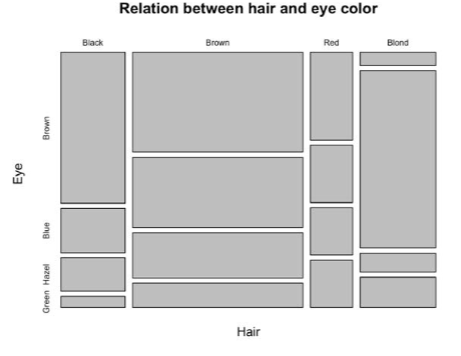 Relation between hair and eye color
Black Brown Red Blond
Brown
Blue
Hazel
Green
Eye
Hair